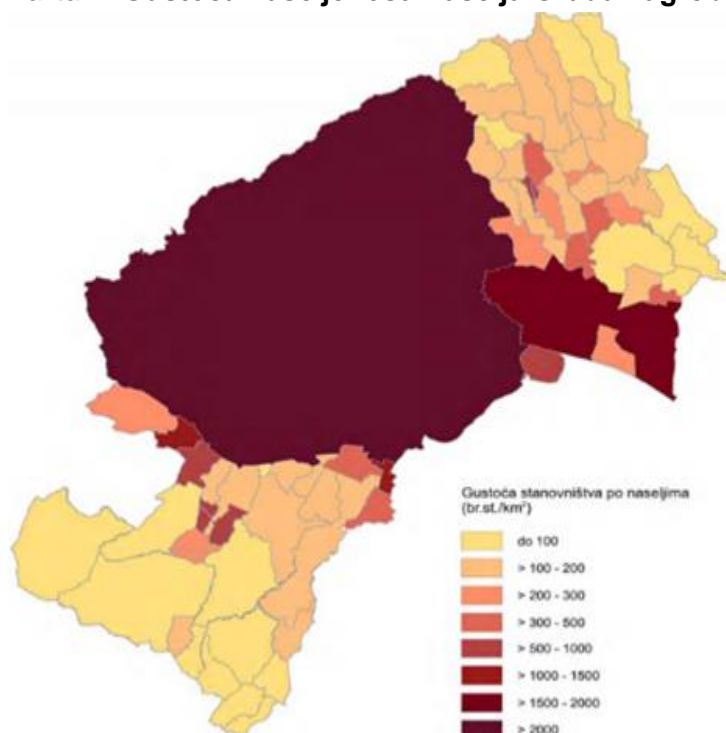 Gustoća stanovništva po naseljima
(br.st./km²)
do 100
> 100 - 200
> 200 - 300
> 300 - 500
> 500 - 1000
> 1000 - 1500
> 1500 - 2000
> 2000